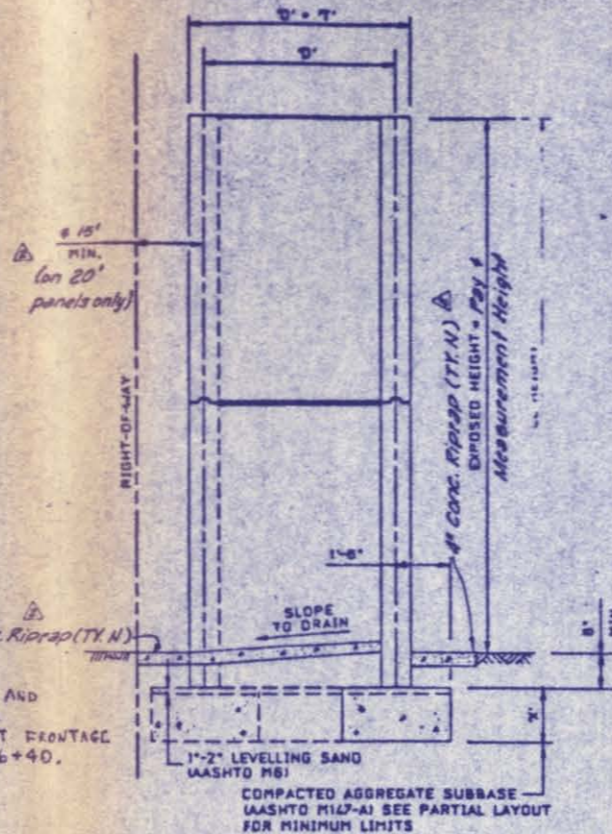 'D' + 'T'
'D'
15"
MIN.
(on 20'
panels only)
RIGHT-OF-WAY
4" Conc. Riprap (TY. N)
EXPOSED HEIGHT = Pay &
Measurement Height
HEIGHT
1'-6"
Riprap (TY. N)
SLOPE
TO DRAIN
8"
MIN
AND
FRONTAGE
6+40.
1"-2" LEVELLING SAND
(AASHTO M6)
COMPACTED AGGREGATE SUBBASE
(AASHTO M147-A) SEE PARTIAL LAYOUT
FOR MINIMUM LIMITS